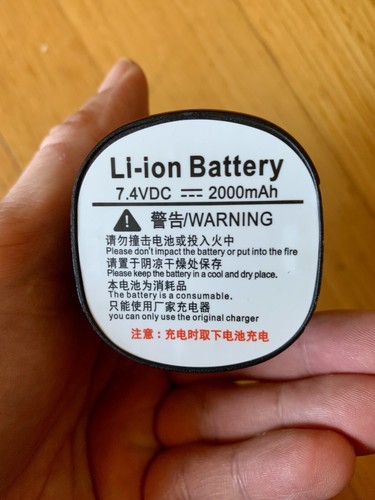 Li-ion Battery
7.4VDC ⎓ 2000mAh
警告/WARNING
请勿撞击电池或投入火中
Please don't impact the battery or put into the fire
请置于阴凉干燥处保存
Please keep the battery in a cool and dry place.
本电池为消耗品
The battery is a consumable.
只能使用厂家充电器
you can only use the original charger
注意：充电时取下电池充电